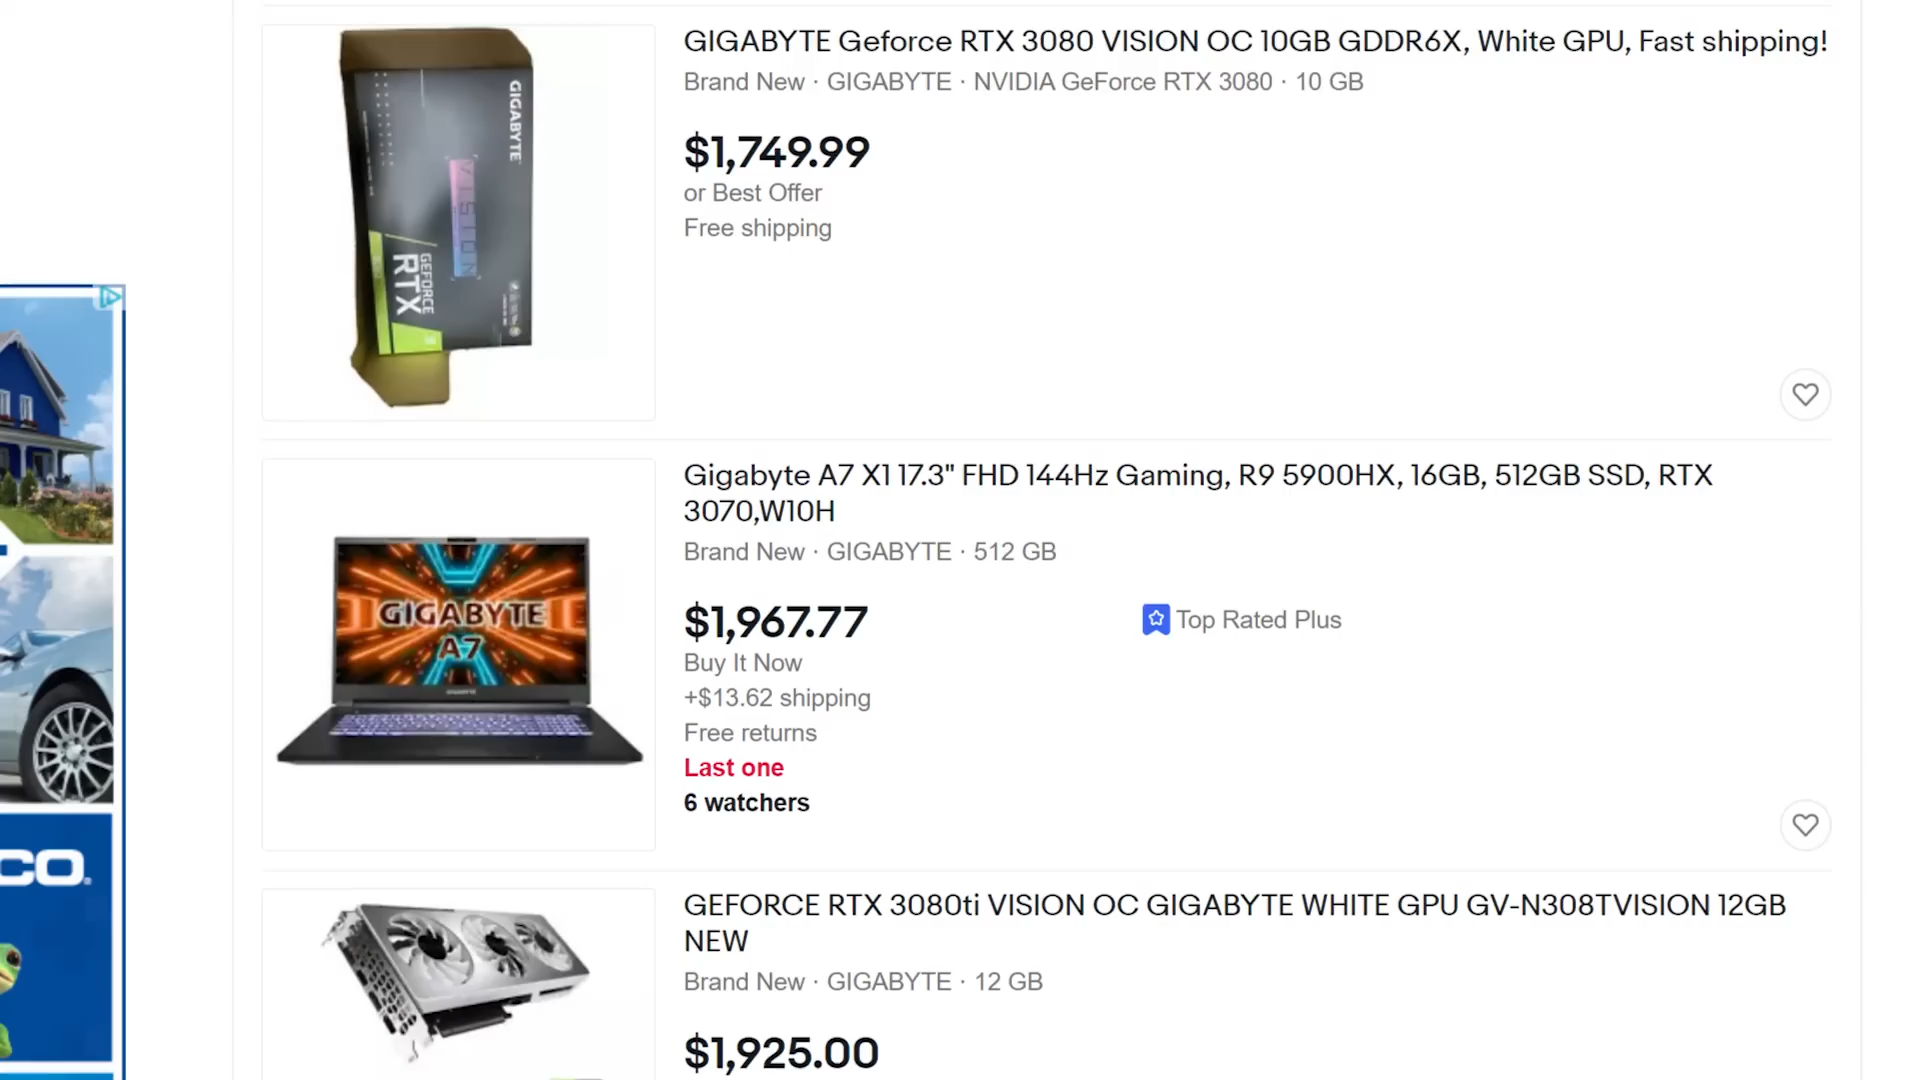 GIGABYTE Geforce RTX 3080 VISION OC 10GB GDDR6X, White GPU, Fast shipping!
Brand New · GIGABYTE · NVIDIA GeForce RTX 3080 · 10 GB
$1,749.99
or Best Offer
Free shipping
GIGABYTE
VISION
GEFORCE
RTX
Gigabyte A7 X1 17.3" FHD 144Hz Gaming, R9 5900HX, 16GB, 512GB SSD, RTX
3070,W10H
Brand New · GIGABYTE · 512 GB
$1,967.77
Top Rated Plus
Buy It Now
+$13.62 shipping
Free returns
Last one
6 watchers
GIGABYTE
A7
GIGABYTE
CO.
GEFORCE RTX 3080ti VISION OC GIGABYTE WHITE GPU GV-N308TVISION 12GB
NEW
Brand New · GIGABYTE · 12 GB
$1,925.00